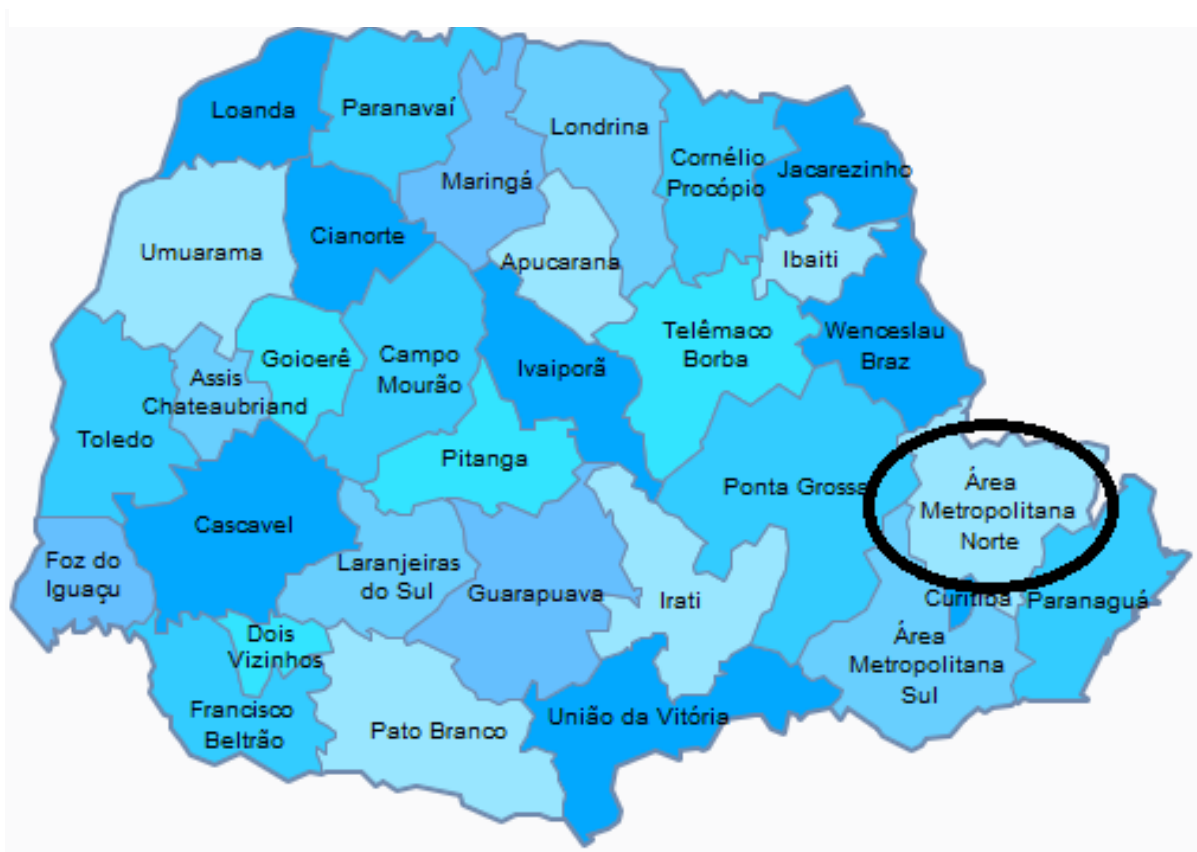 Loanda
Paranavaí
Londrina
Maringá
Cornélio
Procópio
Jacarezinho
Umuarama
Cianorte
Apucarana
Ibaiti
Goioerê
Campo
Mourão
Ivaiporã
Telêmaco
Borba
Wenceslau
Braz
Assis
Chateaubriand
Toledo
Pitanga
Ponta Grossa
Área
Metropolitana
Norte
Cascavel
Foz do
Iguaçu
Laranjeiras
do Sul
Guarapuava
Irati
Curitiba
Paranaguá
Dois
Vizinhos
Área
Metropolitana
Sul
Francisco
Beltrão
Pato Branco
União da Vitória